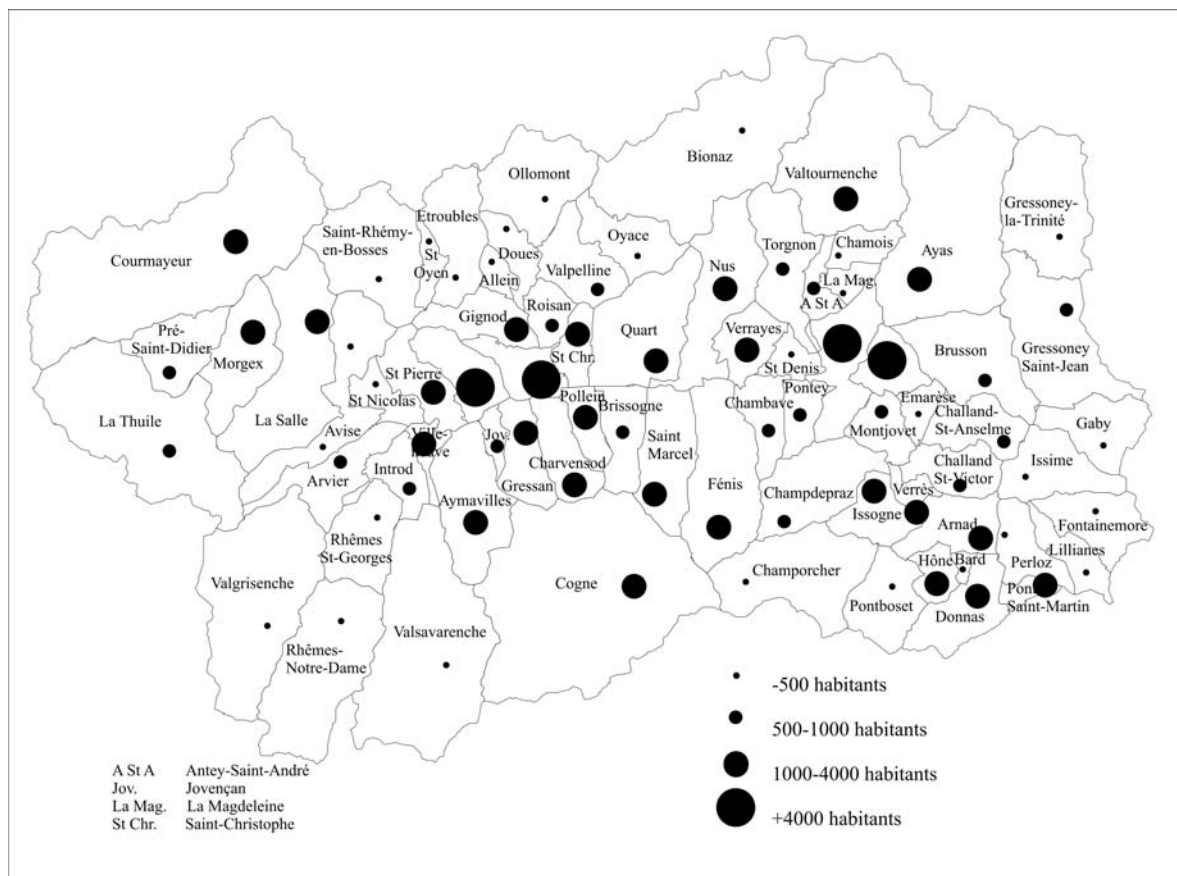 Bionaz
Ollomont
Valtournenche
Etroubles
Gressoney-
la-Trinité
Saint-Rhémy-
en-Bosses
Oyace
Torgnon
Chamois
St
Oyen
Doues
Ayas
Courmayeur
Nus
Valpelline
Allein
La Mag.
A St A
Roisan
Gignod
Quart
Verrayes
Pré-
Saint-Didier
Morgex
St Chr.
Brusson
Gressoney
Saint-Jean
St Denis
St Pierre
Pontey
St Nicolas
Pollein
Brissogne
Chambave
Emarèse
Challand-
St-Anselme
La Thuile
La Salle
Avise
Ville-
neuve
Jov.
Saint
Marcel
Montjovet
Gaby
Introd
Charvensod
Challand
St-Victor
Issime
Arvier
Gressan
Fénis
Champdepraz
Verrès
Aymavilles
Issogne
Arnad
Fontainemore
Rhêmes
St-Georges
Lillianes
Hône
Bard
Perloz
Valgrisenche
Cogne
Champorcher
Pontboset
Pont
Saint-Martin
Donnas
Valsavarenche
Rhêmes-
Notre-Dame
-500 habitants
500-1000 habitants
1000-4000 habitants
+4000 habitants
A St A Antey-Saint-André
Jov. Jovençan
La Mag. La Magdeleine
St Chr. Saint-Christophe